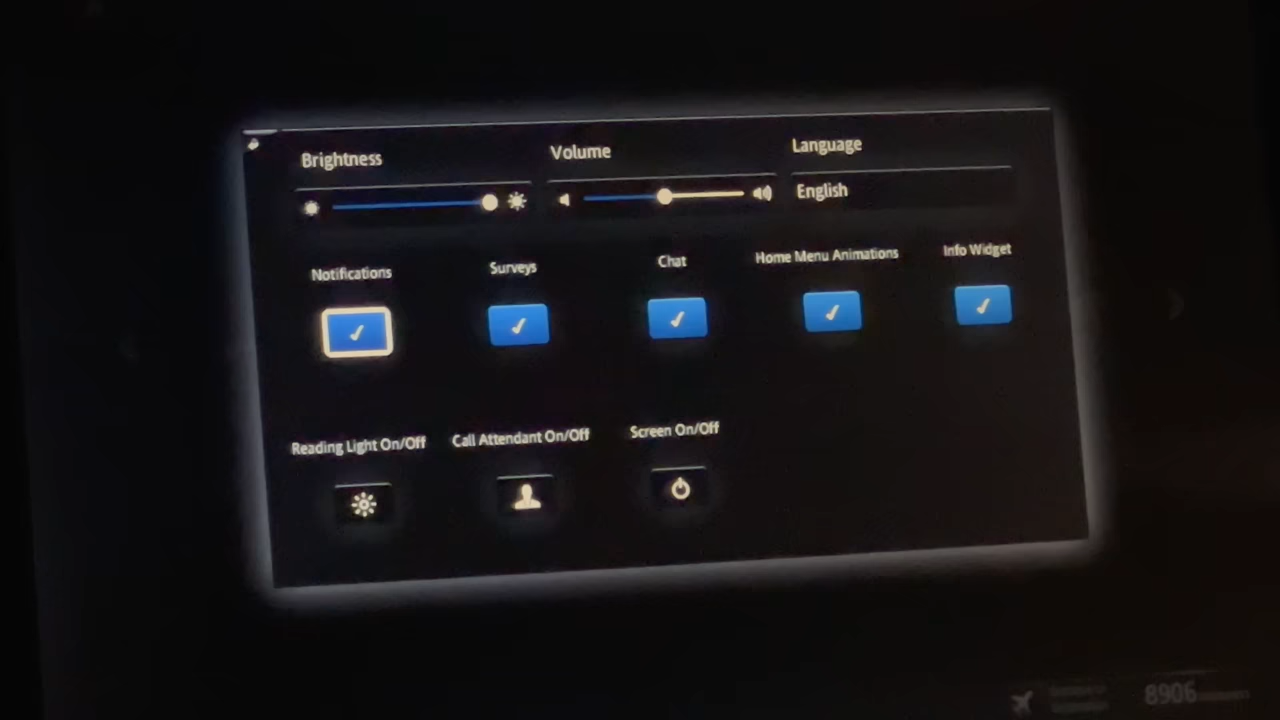 Brightness
Volume
Language
English
Notifications
Surveys
Chat
Home Menu Animations
Info Widget
Reading Light On/Off
Call Attendant On/Off
Screen On/Off
8906